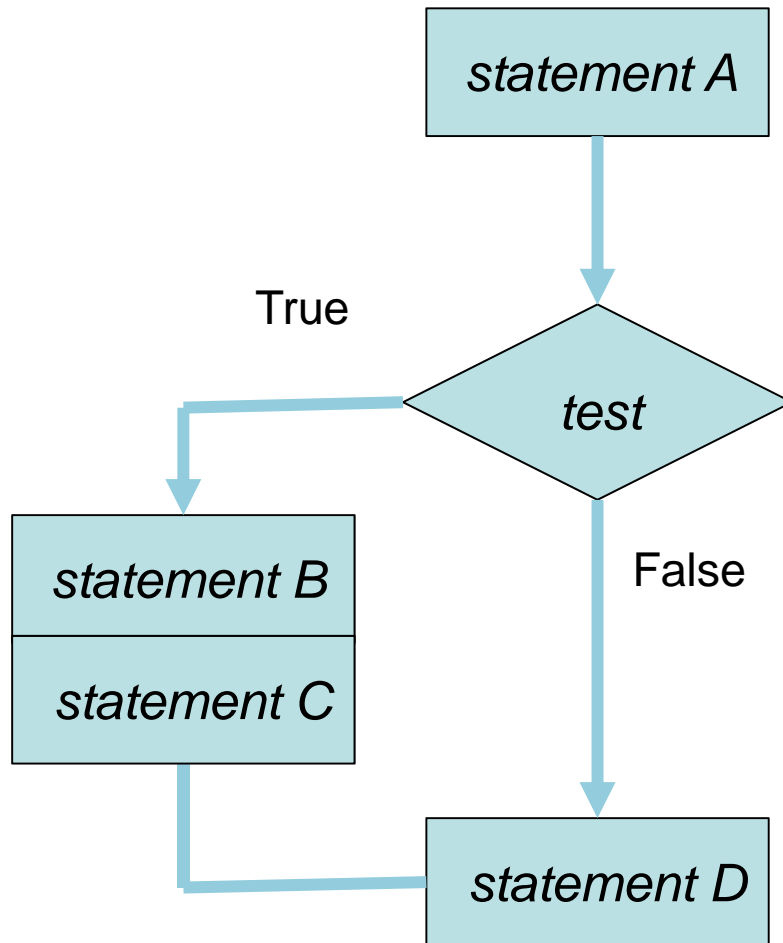 statement A
True
test
statement B
False
statement C
statement D